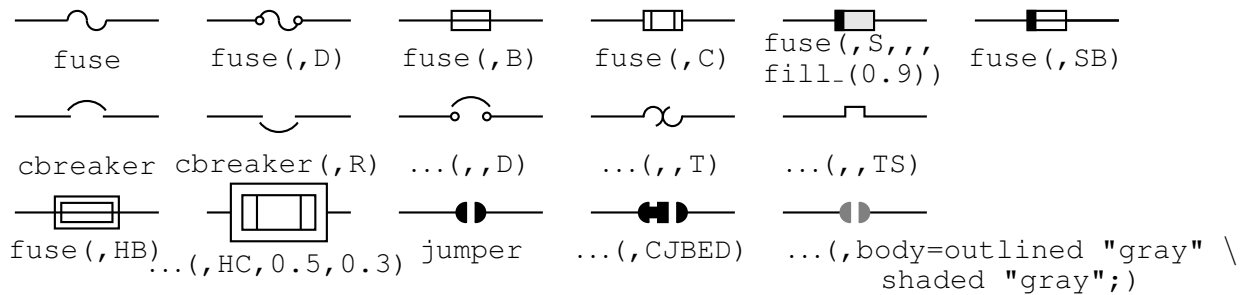 fuse
fuse(,D)
fuse(,B)
fuse(,C)
fuse(,S,,,
fill_(0.9))
fuse(,SB)
cbreaker
cbreaker(,R)
...(,,D)
...(,,T)
...(,,TS)
fuse(,HB)
...(,HC,0.5,0.3)
jumper
...(,CJBED)
...(,body=outlined "gray" \
shaded "gray";)